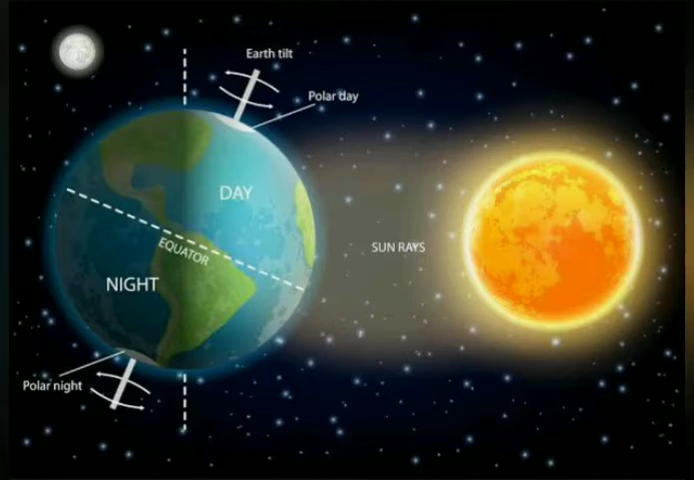 Earth tilt
Polar day
DAY
EQUATOR
SUN RAYS
NIGHT
Polar night